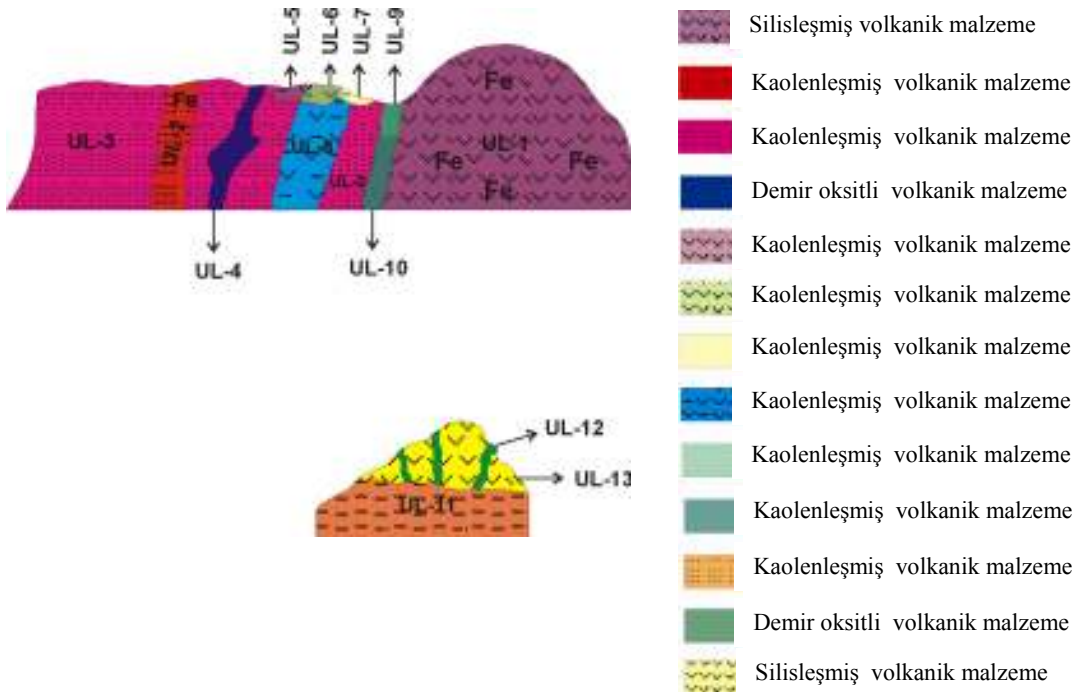 UL-5
UL-6
UL-7
UL-9
Fe
Fe
UL-3
UL-2
UL-8
UL-1
Fe
Fe
Fe
UL-4
UL-10
UL-12
UL-13
UL-11
Silisleşmiş volkanik malzeme
Kaolenleşmiş volkanik malzeme
Kaolenleşmiş volkanik malzeme
Demir oksitli volkanik malzeme
Kaolenleşmiş volkanik malzeme
Kaolenleşmiş volkanik malzeme
Kaolenleşmiş volkanik malzeme
Kaolenleşmiş volkanik malzeme
Kaolenleşmiş volkanik malzeme
Kaolenleşmiş volkanik malzeme
Kaolenleşmiş volkanik malzeme
Demir oksitli volkanik malzeme
Silisleşmiş volkanik malzeme